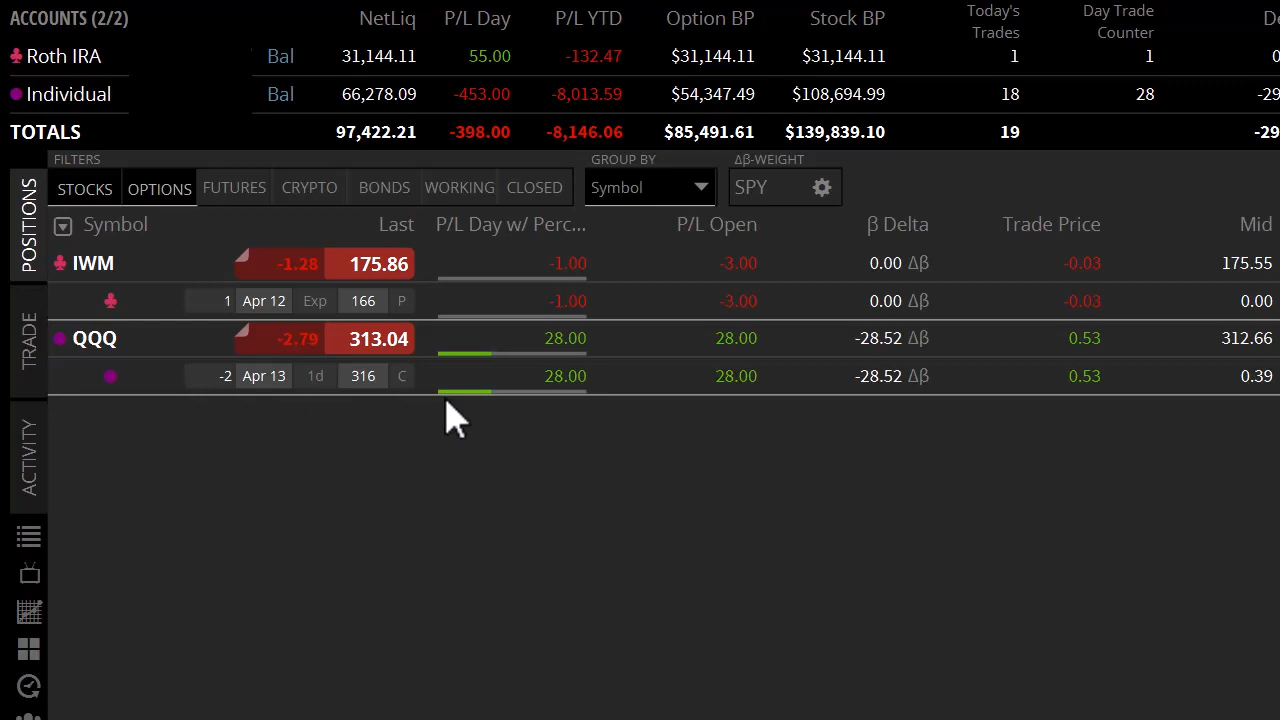 ACCOUNTS (2/2) NetLiq P/L Day P/L YTD Option BP Stock BP Today's Trades Day Trade Counter
Roth IRA Bal 31,144.11 55.00 -132.47 $31,144.11 $31,144.11 1 1 0
Individual Bal 66,278.09 -453.00 -8,013.59 $54,347.49 $108,694.99 18 28 -29
TOTALS 97,422.21 -398.00 -8,146.06 $85,491.61 $139,839.10 19 -29
FILTERS GROUP BY Δβ-WEIGHT
STOCKS OPTIONS FUTURES CRYPTO BONDS WORKING CLOSED Symbol SPY
Symbol Last P/L Day w/ Perc... P/L Open β Delta Trade Price Mid
IWM -1.28 175.86 -1.00 -3.00 0.00 Δβ -0.03 175.55
1 Apr 12 Exp 166 P -1.00 -3.00 0.00 Δβ -0.03 0.00
QQQ -2.79 313.04 28.00 28.00 -28.52 Δβ 0.53 312.66
-2 Apr 13 1d 316 C 28.00 28.00 -28.52 Δβ 0.53 0.39
POSITIONS
TRADE
ACTIVITY